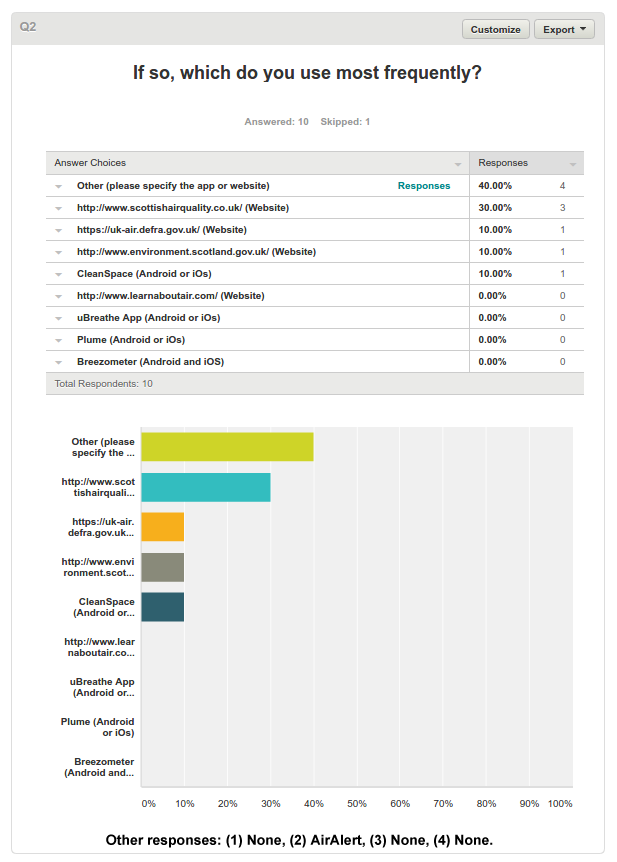 Q2
Customize
Export
If so, which do you use most frequently?
Answered: 10 Skipped: 1
Answer Choices Responses
Other (please specify the app or website) Responses 40.00% 4
http://www.scottishairquality.co.uk/ (Website) 30.00% 3
https://uk-air.defra.gov.uk/ (Website) 10.00% 1
http://www.environment.scotland.gov.uk/ (Website) 10.00% 1
CleanSpace (Android or iOs) 10.00% 1
http://www.learnaboutair.com/ (Website) 0.00% 0
uBreathe App (Android or iOs) 0.00% 0
Plume (Android or iOs) 0.00% 0
Breezometer (Android and iOS) 0.00% 0
Total Respondents: 10
Other (please
specify the ...
http://www.scot
tishairquali...
https://uk-air.
defra.gov.uk...
http://www.envi
ronment.scot...
CleanSpace
(Android or...
http://www.lear
naboutair.co...
uBreathe App
(Android or...
Plume (Android
or iOs)
Breezometer
(Android and...
0% 10% 20% 30% 40% 50% 60% 70% 80% 90% 100%
Other responses: (1) None, (2) AirAlert, (3) None, (4) None.